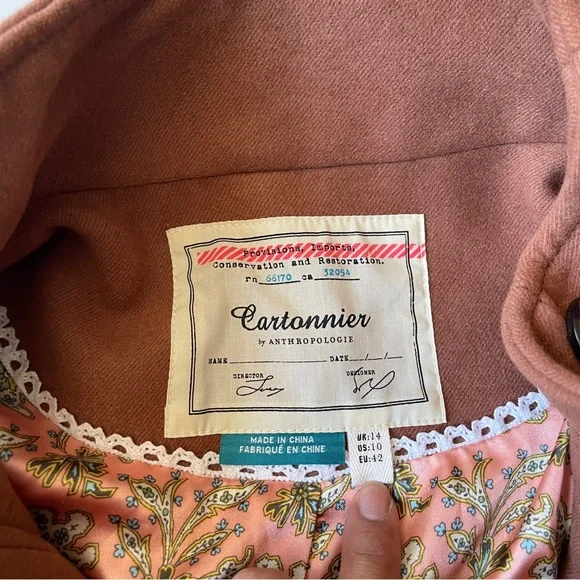 Provisions, Imports,
Conservation and Restoration.
rn 66170 ca 32054
Cartonnier
by ANTHROPOLOGIE
NAME DATE / /
DIRECTOR DESIGNER
MADE IN CHINA
FABRIQUÉ EN CHINE
UK:14
US:10
EU:42